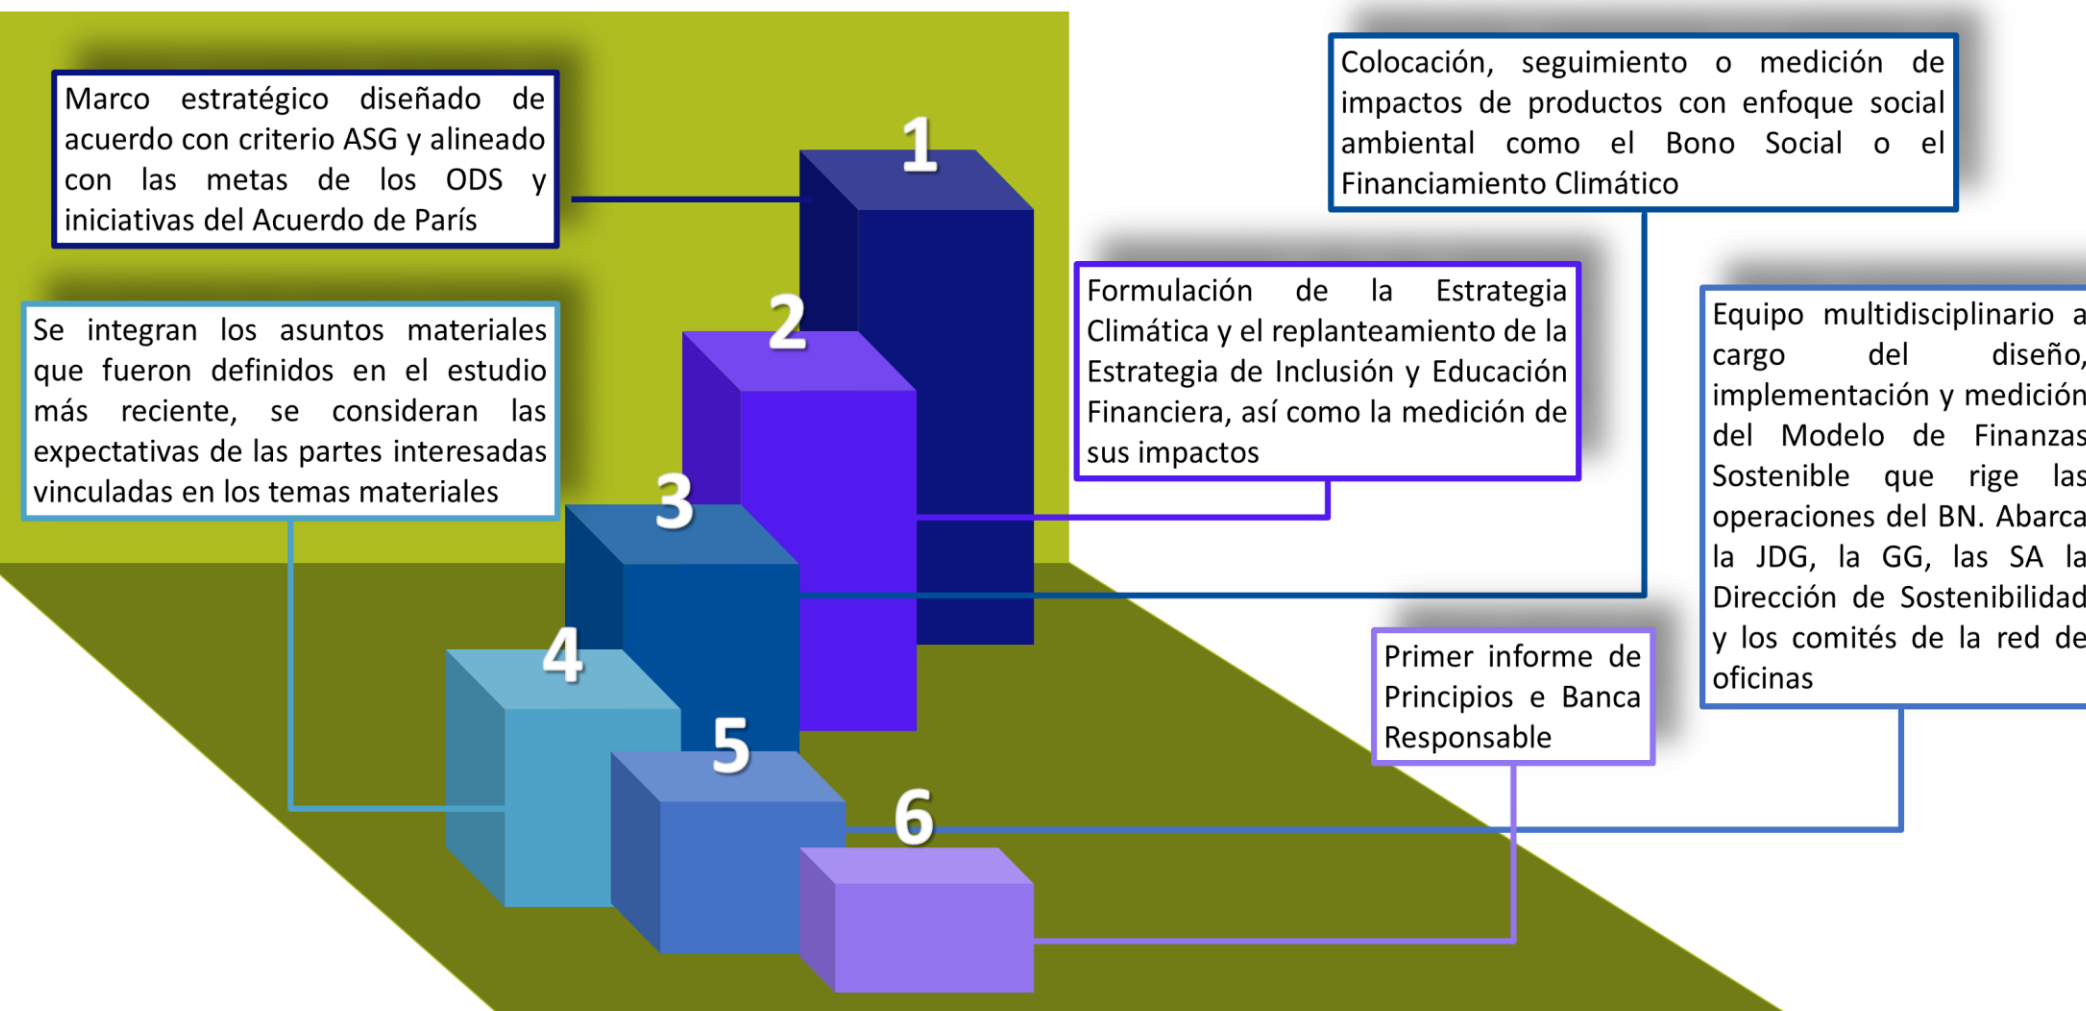 1
Marco estratégico diseñado de
acuerdo con criterio ASG y alineado
con las metas de los ODS y
iniciativas del Acuerdo de París
2
Formulación de la Estrategia
Climática y el replanteamiento de la
Estrategia de Inclusión y Educación
Financiera, así como la medición de
sus impactos
3
Colocación, seguimiento o medición de
impactos de productos con enfoque social
ambiental como el Bono Social o el
Financiamiento Climático
4
Se integran los asuntos materiales
que fueron definidos en el estudio
más reciente, se consideran las
expectativas de las partes interesadas
vinculadas en los temas materiales
5
Equipo multidisciplinario a
cargo del diseño,
implementación y medición
del Modelo de Finanzas
Sostenible que rige las
operaciones del BN. Abarca
la JDG, la GG, las SA la
Dirección de Sostenibilidad
y los comités de la red de
oficinas
6
Primer informe de
Principios e Banca
Responsable